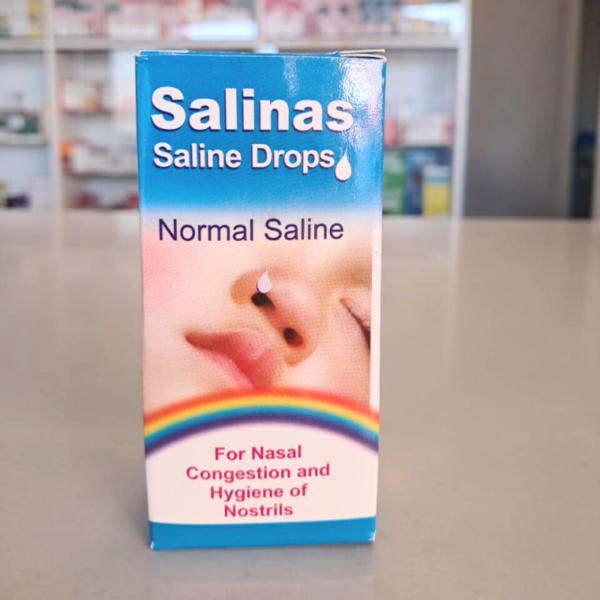 Salinas
Saline Drops
Normal Saline
For Nasal
Congestion and
Hygiene of
Nostrils